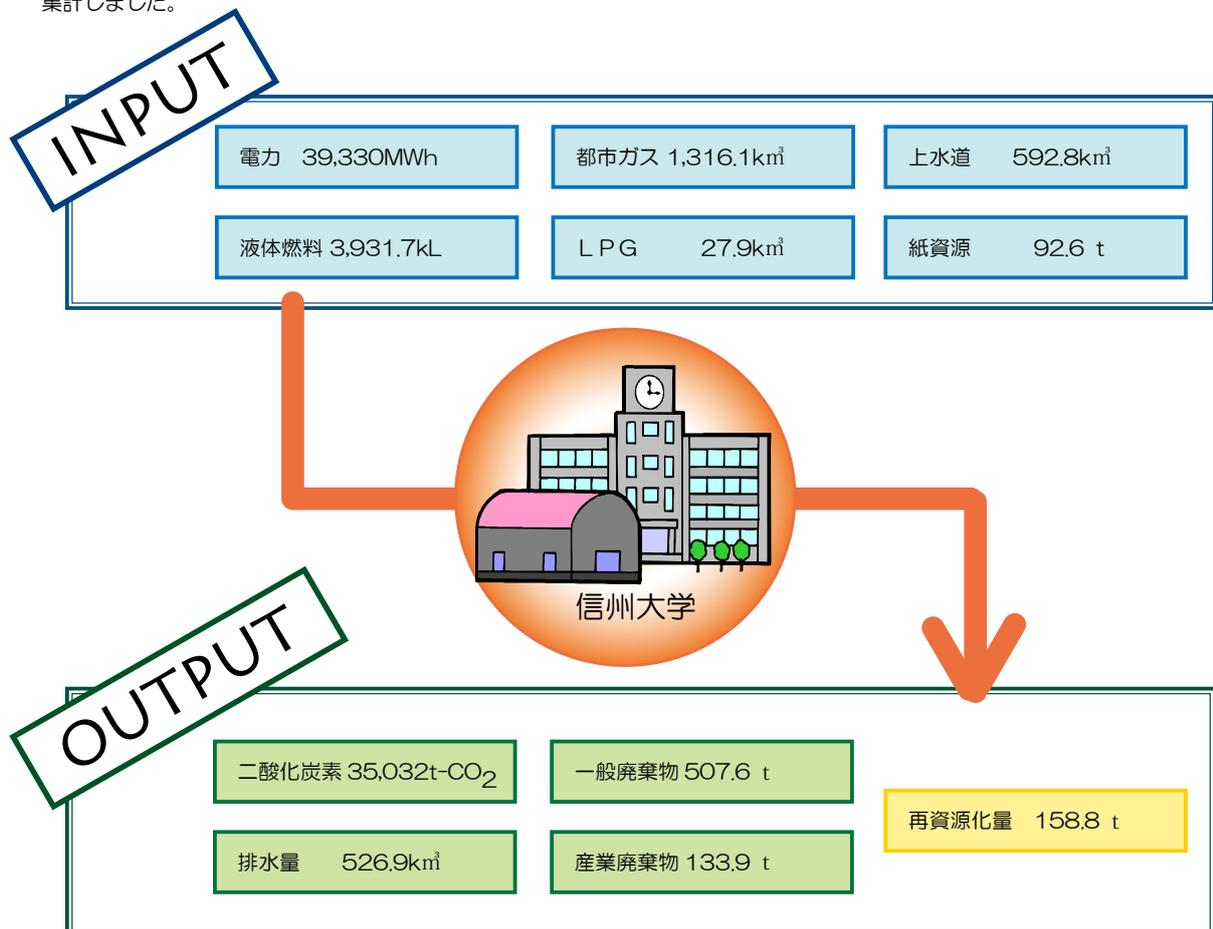 集計しました。
INPUT
電力 39,330MWh
都市ガス 1,316.1k㎥
上水道 592.8k㎥
液体燃料 3,931.7kL
ＬＰＧ 27.9k㎥
紙資源 92.6 t
信州大学
OUTPUT
二酸化炭素 35,032t-CO2
一般廃棄物 507.6 t
再資源化量 158.8 t
排水量 526.9k㎥
産業廃棄物 133.9 t